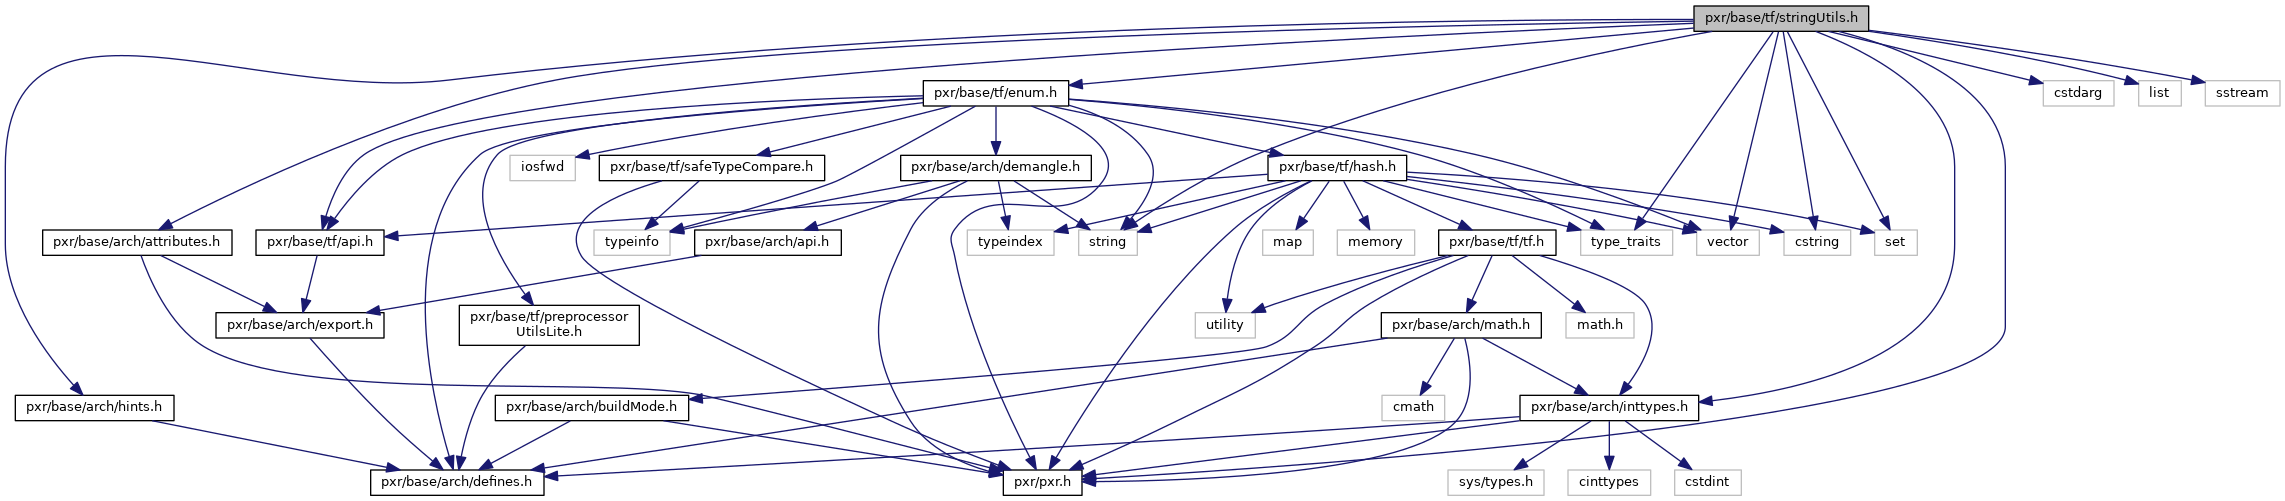 pxr/base/tf/stringUtils.h
pxr/base/tf/enum.h
cstdarg
list
sstream
iosfwd
pxr/base/tf/safeTypeCompare.h
pxr/base/arch/demangle.h
pxr/base/tf/hash.h
pxr/base/arch/attributes.h
pxr/base/tf/api.h
typeinfo
pxr/base/arch/api.h
typeindex
string
map
memory
pxr/base/tf/tf.h
type_traits
vector
cstring
set
pxr/base/arch/export.h
pxr/base/tf/preprocessor
UtilsLite.h
utility
pxr/base/arch/math.h
math.h
pxr/base/arch/hints.h
pxr/base/arch/buildMode.h
cmath
pxr/base/arch/inttypes.h
pxr/base/arch/defines.h
pxr/pxr.h
sys/types.h
cinttypes
cstdint